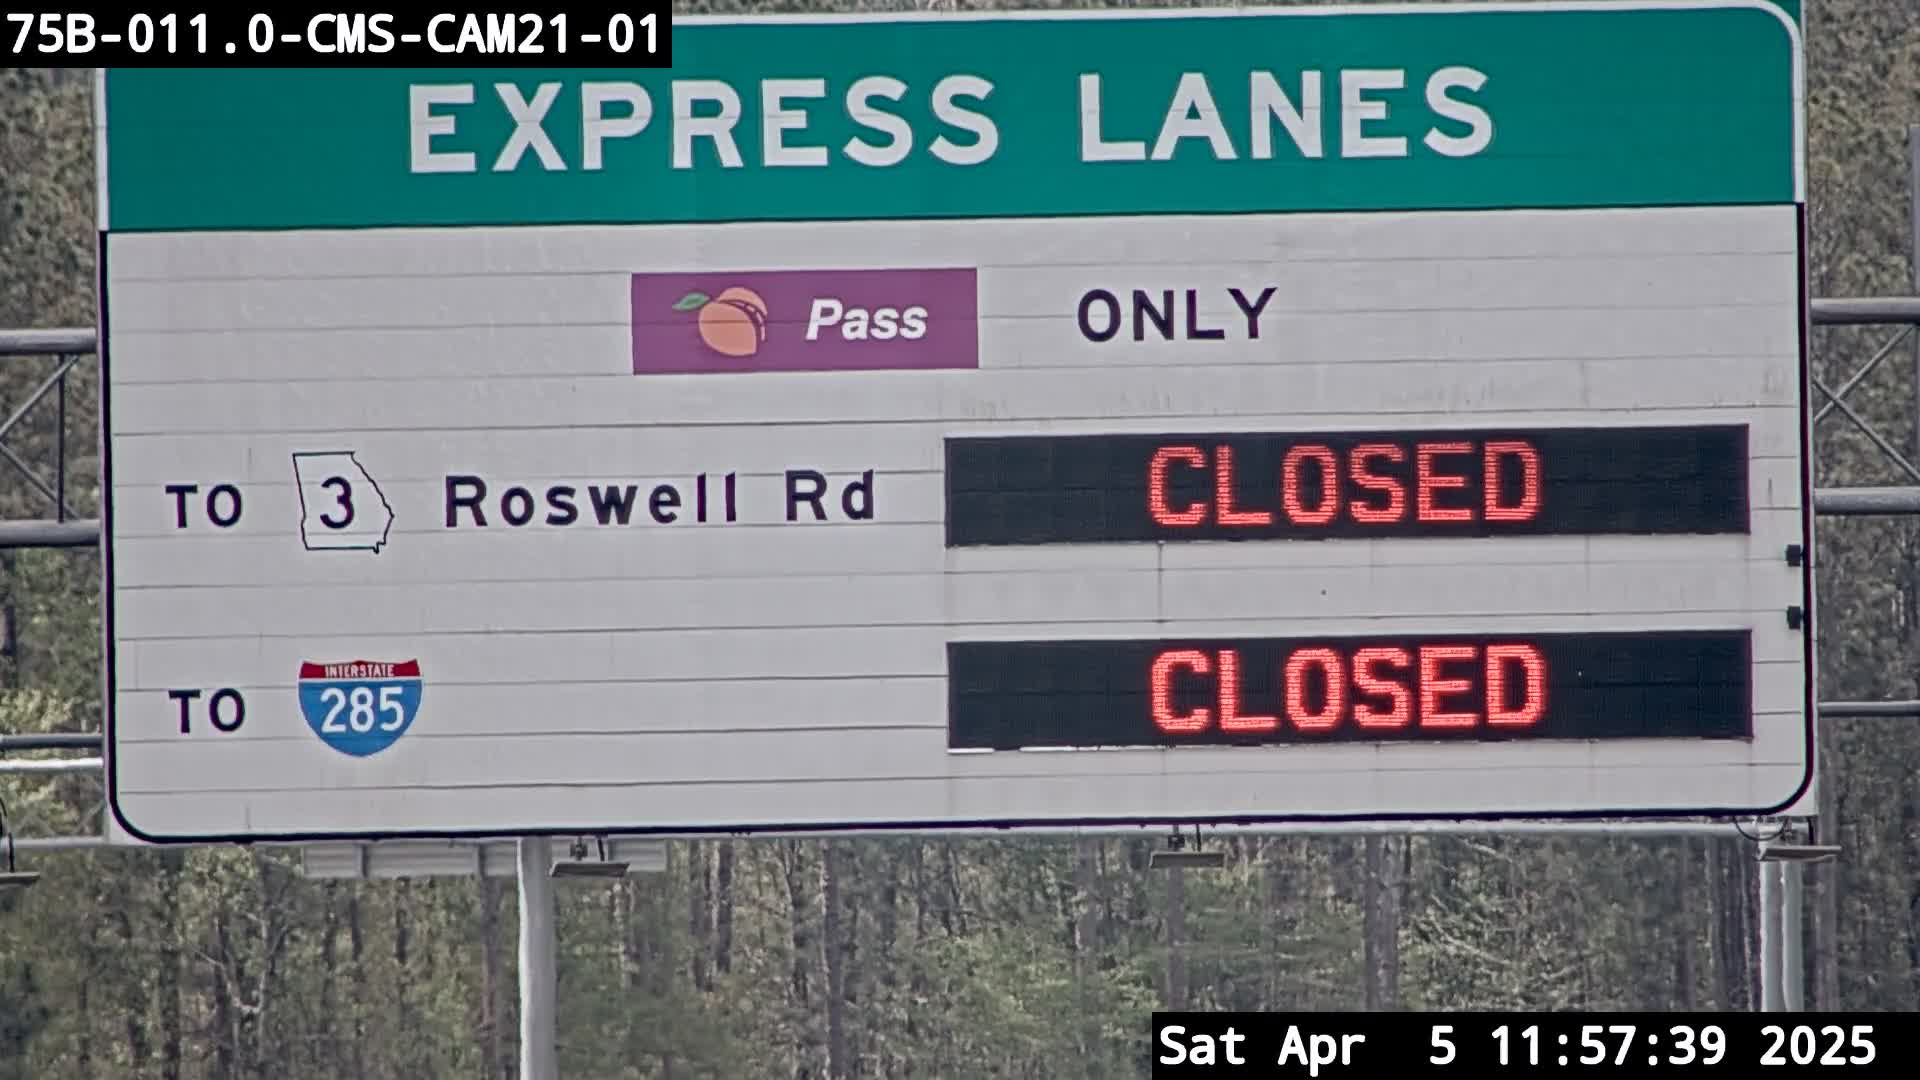 75B-011.0-CMS-CAM21-01
EXPRESS LANES
Pass ONLY
TO 3 Roswell Rd CLOSED
INTERSTATE
TO 285 CLOSED
Sat Apr 5 11:57:39 2025